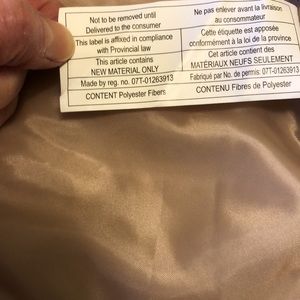 Not to be removed until
Delivered to the consumer
This label is affixed in compliance
with Provincial law
This article contains
NEW MATERIAL ONLY
Made by reg. no. 07T-01263913
CONTENT Polyester Fibers
Ne pas enlever avant la livraison
au consommateur
Cette étiquette est apposée
conformément à la loi de la province
Cet article contient des
MATÉRIAUX NEUFS SEULEMENT
Fabriqué par No. de permis: 07T-01263913
CONTENU Fibres de Polyester